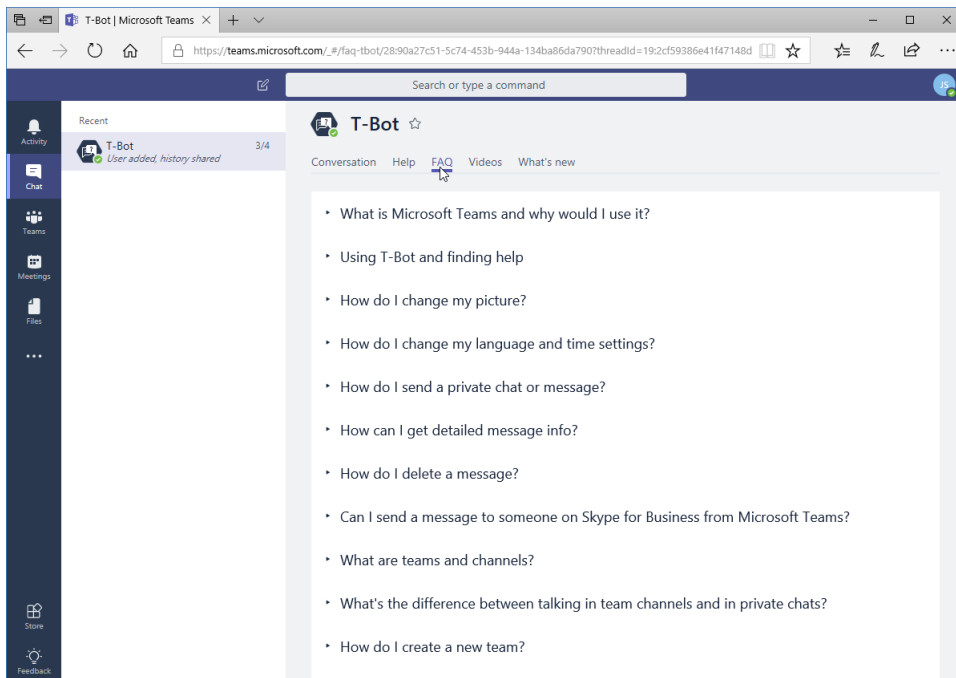 T-Bot | Microsoft Teams
https://teams.microsoft.com/_#/faq-tbot/28:90a27c51-5c74-453b-944a-134ba86da790?threadId=19:2cf59386e41f47148d
Search or type a command
JS
Activity
Chat
Teams
Meetings
Files
Store
Feedback
Recent
T-Bot 3/4
User added, history shared
T-Bot
Conversation Help FAQ Videos What's new
What is Microsoft Teams and why would I use it?
Using T-Bot and finding help
How do I change my picture?
How do I change my language and time settings?
How do I send a private chat or message?
How can I get detailed message info?
How do I delete a message?
Can I send a message to someone on Skype for Business from Microsoft Teams?
What are teams and channels?
What's the difference between talking in team channels and in private chats?
How do I create a new team?